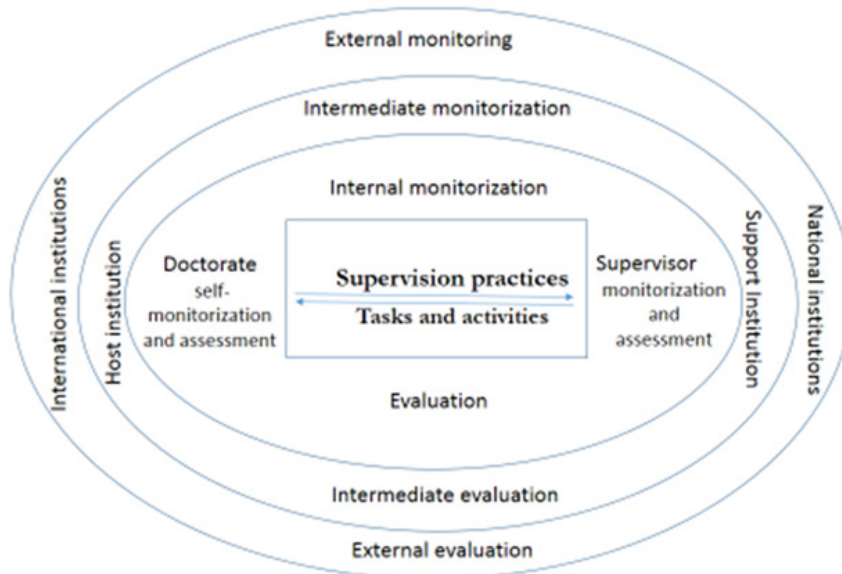 External monitoring
Intermediate monitorization
Internal monitorization
International institutions
Host institution
Doctorate
self-
monitorization
and assessment
Supervision practices
Tasks and activities
Supervisor
monitorization
and
assessment
Support Institution
National institutions
Evaluation
Intermediate evaluation
External evaluation